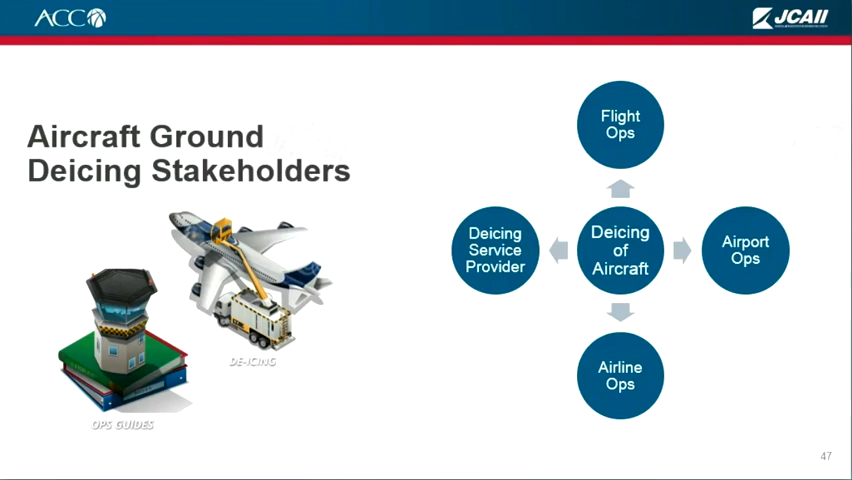 ACC
JCAII
Aircraft Ground
Deicing Stakeholders
Flight
Ops
Deicing
Service
Provider
Deicing
of
Aircraft
Airport
Ops
Airline
Ops
DE-ICING
OPS GUIDES
47